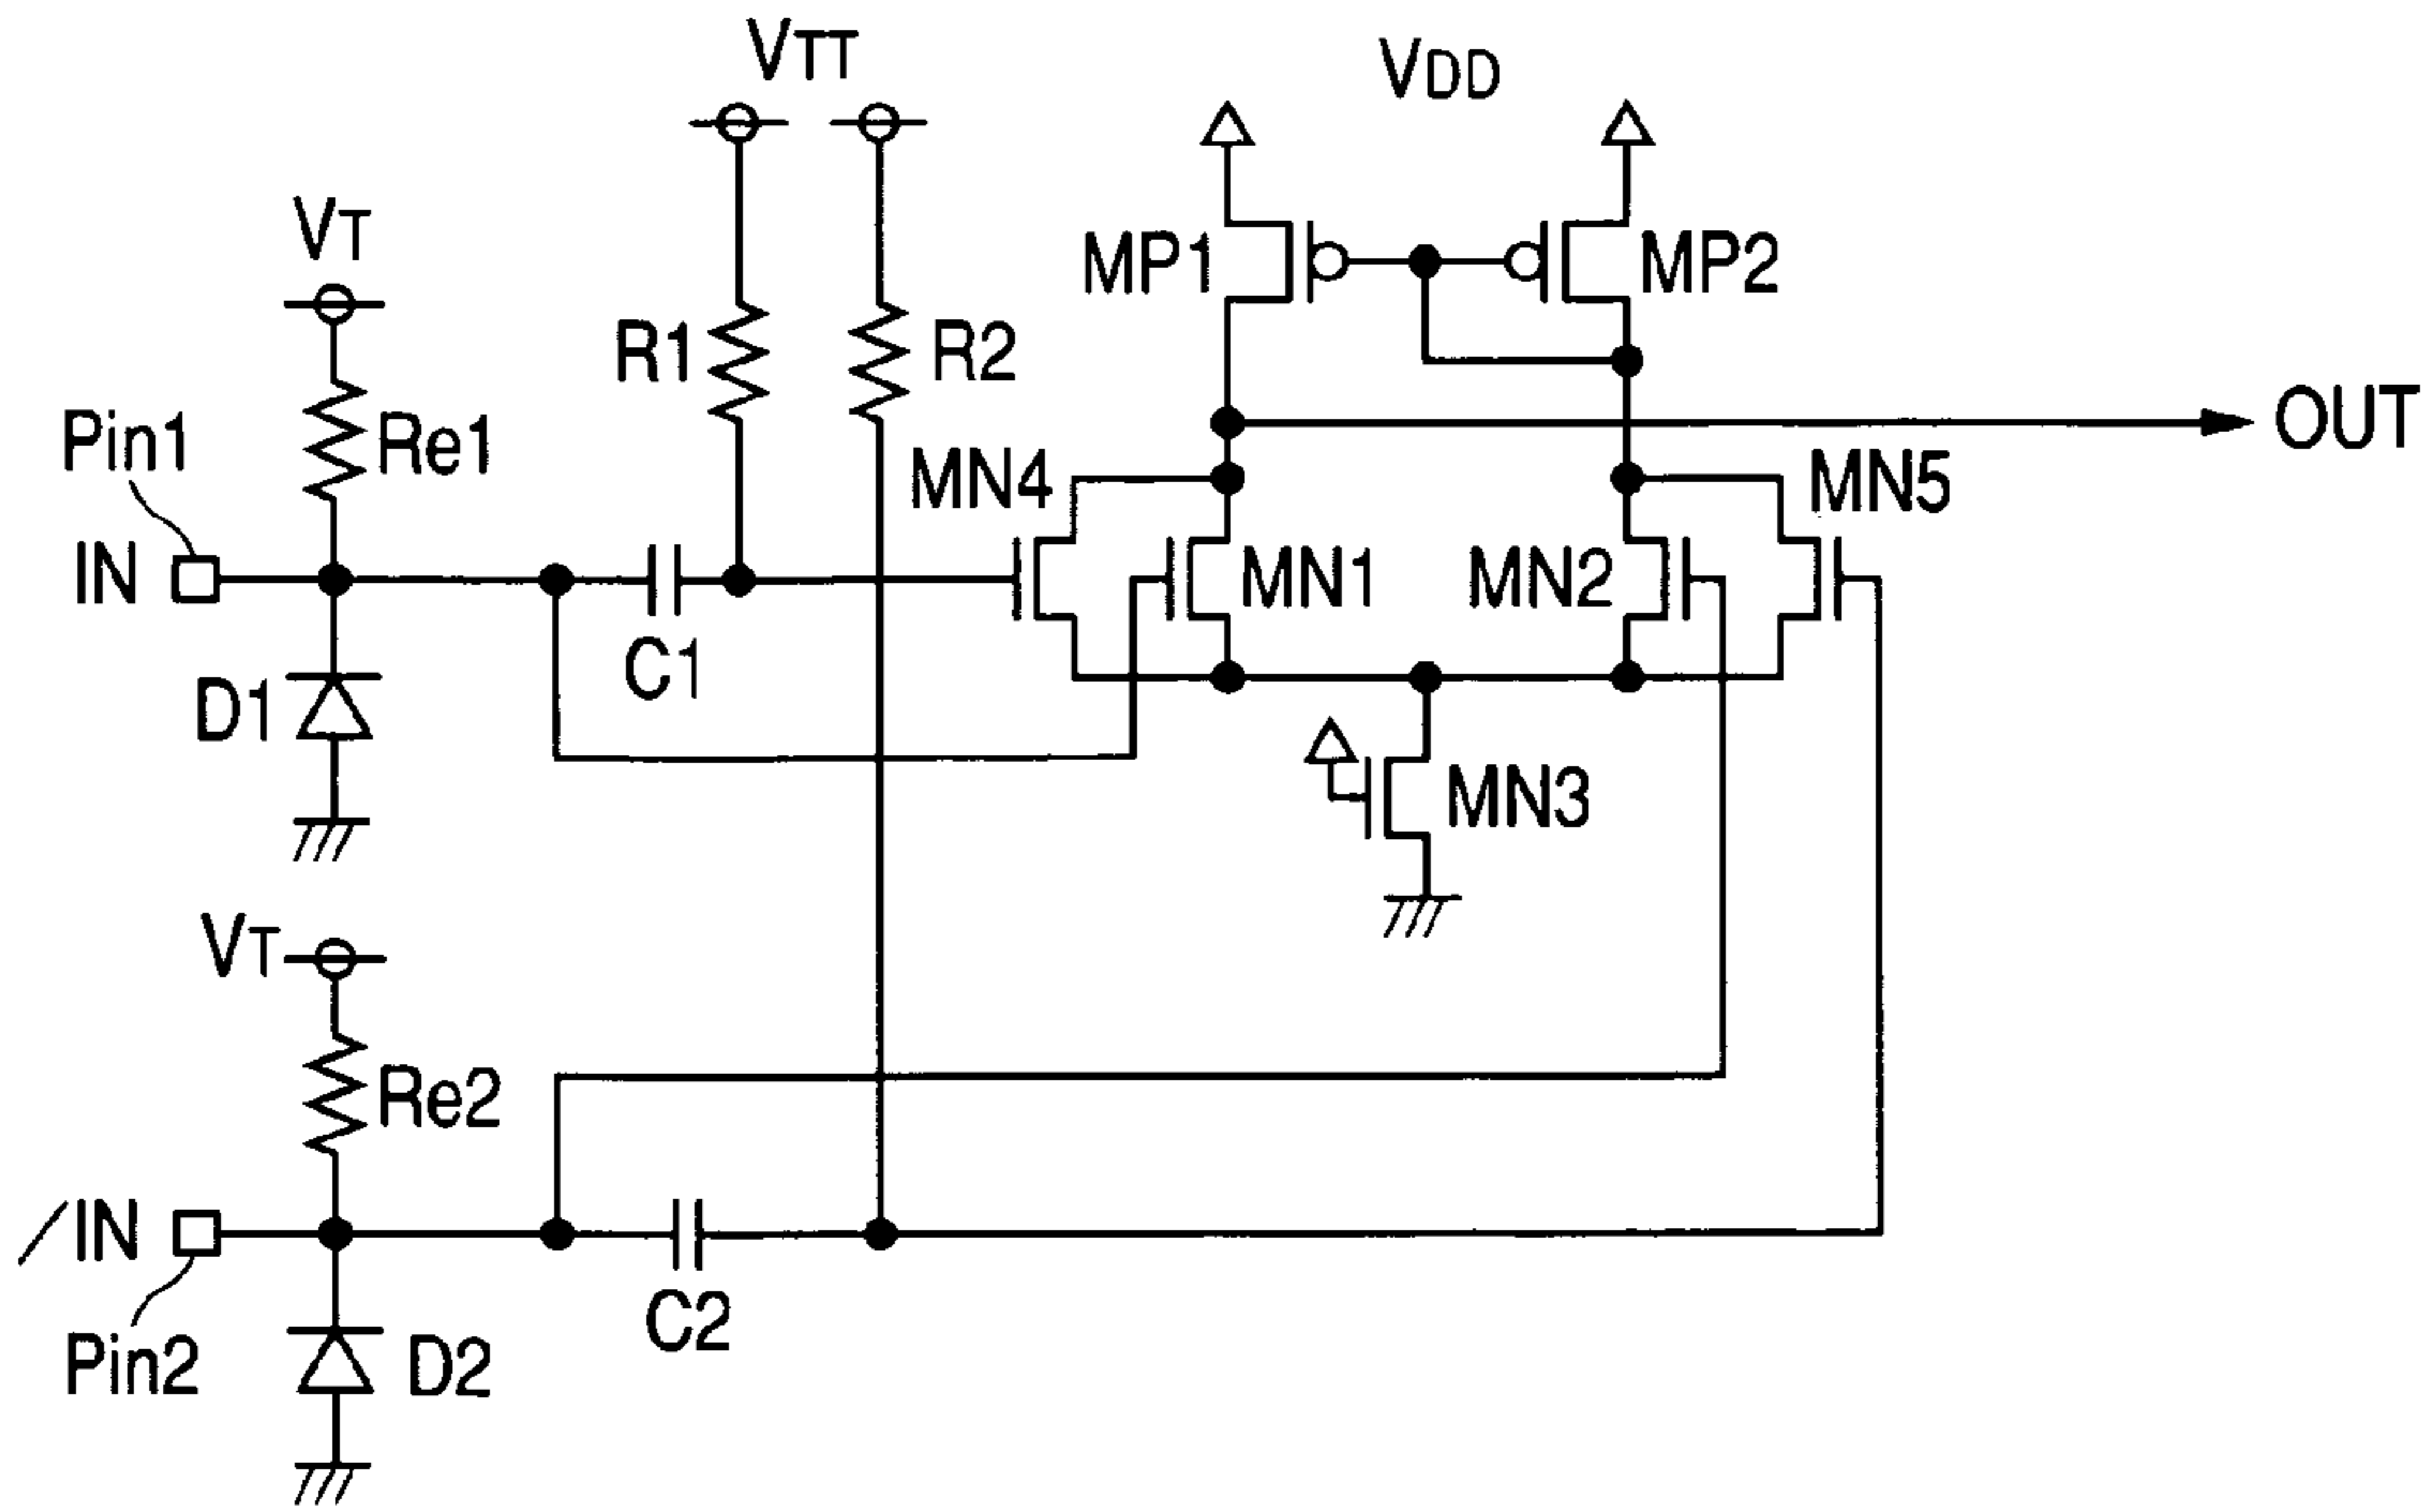 VTT
VDD
VT
MP1
MP2
R1
R2
Pin1
Re1
OUT
MN4
MN5
IN
MN1
MN2
C1
D1
MN3
VT
Re2
/IN
C2
Pin2
D2